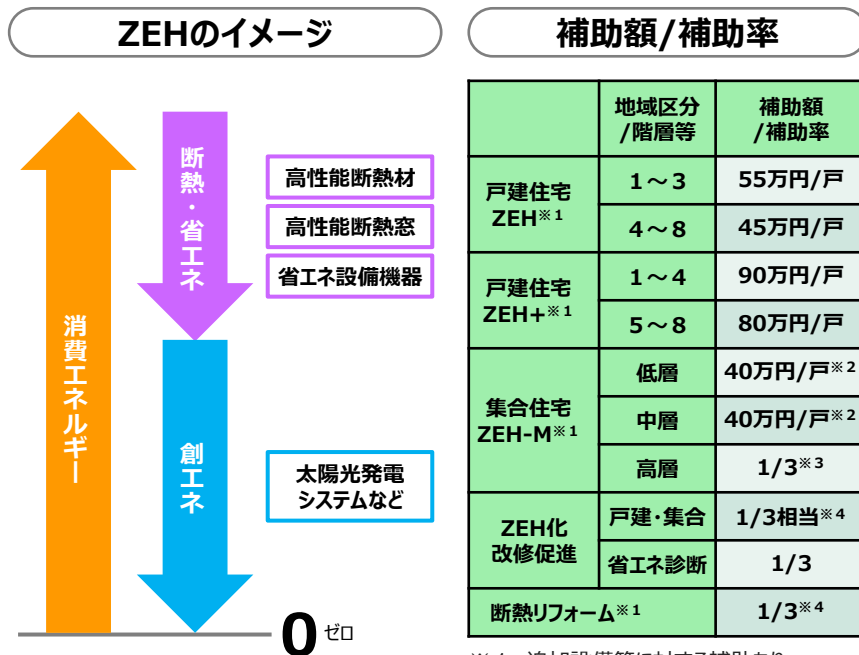 ZEHのイメージ
消費エネルギー
断熱・省エネ
高性能断熱材
高性能断熱窓
省エネ設備機器
創エネ
太陽光発電
システムなど
0 ゼロ
補助額/補助率
地域区分
/階層等
補助額
/補助率
戸建住宅
ZEH※1
1～3 55万円/戸
4～8 45万円/戸
戸建住宅
ZEH+※1
1～4 90万円/戸
5～8 80万円/戸
集合住宅
ZEH-M※1
低層 40万円/戸※2
中層 40万円/戸※2
高層 1/3※3
ZEH化
改修促進
戸建・集合 1/3相当※4
省エネ診断 1/3
断熱リフォーム※1 1/3※4